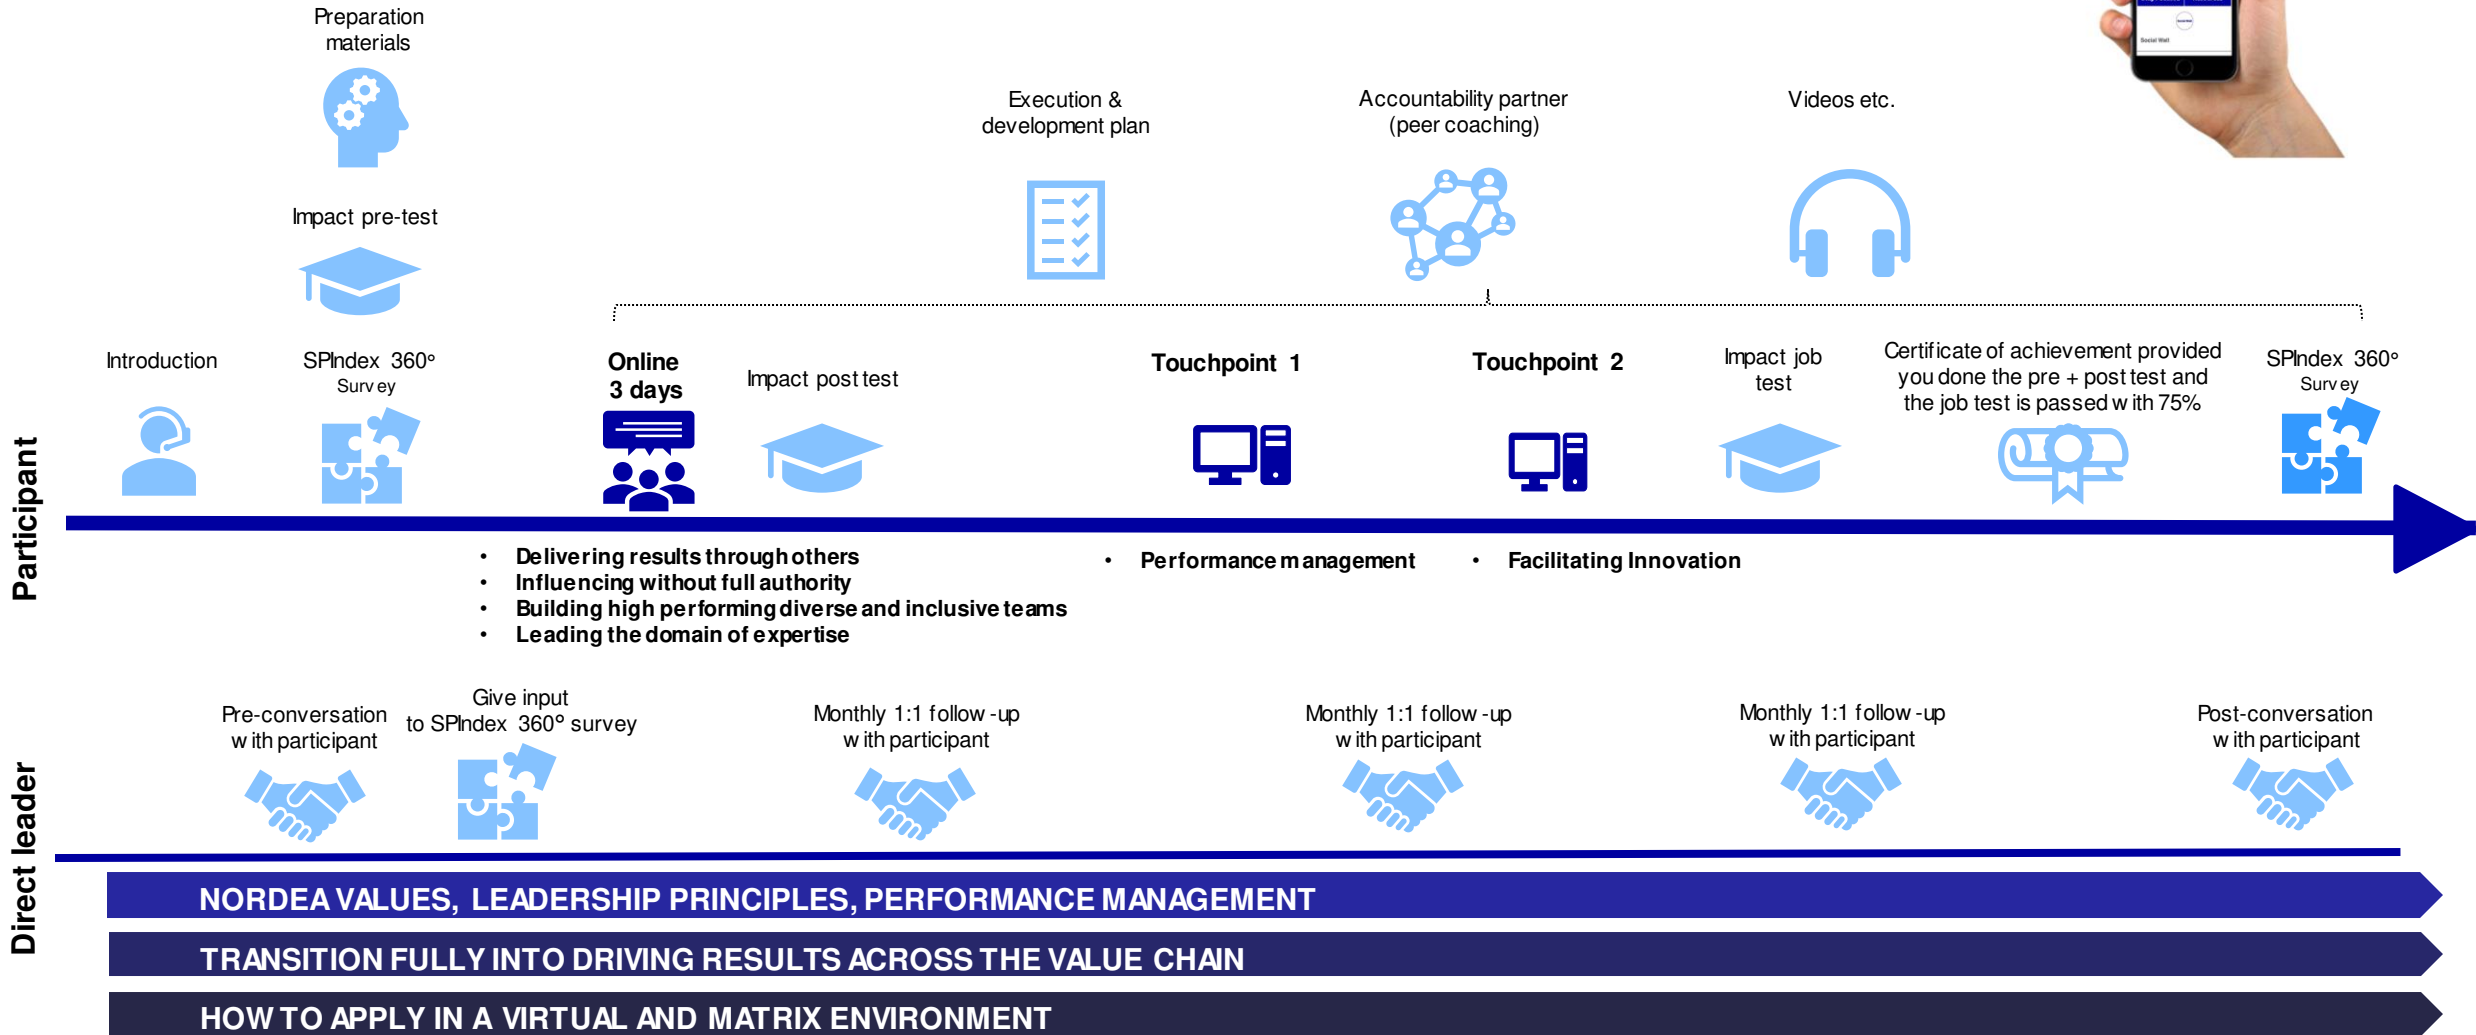 Preparation
materials
Social Wall
Execution &
development plan
Accountability partner
(peer coaching)
Videos etc.
Impact pre-test
Introduction
SPIndex 360°
Survey
Online
3 days
Impact post test
Touchpoint 1
Touchpoint 2
Impact job
test
Certificate of achievement provided
you done the pre + post test and
the job test is passed with 75%
SPIndex 360°
Survey
Participant
• Delivering results through others
• Influencing without full authority
• Building high performing diverse and inclusive teams
• Leading the domain of expertise
• Performance management
• Facilitating Innovation
Pre-conversation
with participant
Give input
to SPIndex 360° survey
Monthly 1:1 follow-up
with participant
Monthly 1:1 follow-up
with participant
Monthly 1:1 follow-up
with participant
Post-conversation
with participant
Direct leader
NORDEA VALUES, LEADERSHIP PRINCIPLES, PERFORMANCE MANAGEMENT
TRANSITION FULLY INTO DRIVING RESULTS ACROSS THE VALUE CHAIN
HOW TO APPLY IN A VIRTUAL AND MATRIX ENVIRONMENT